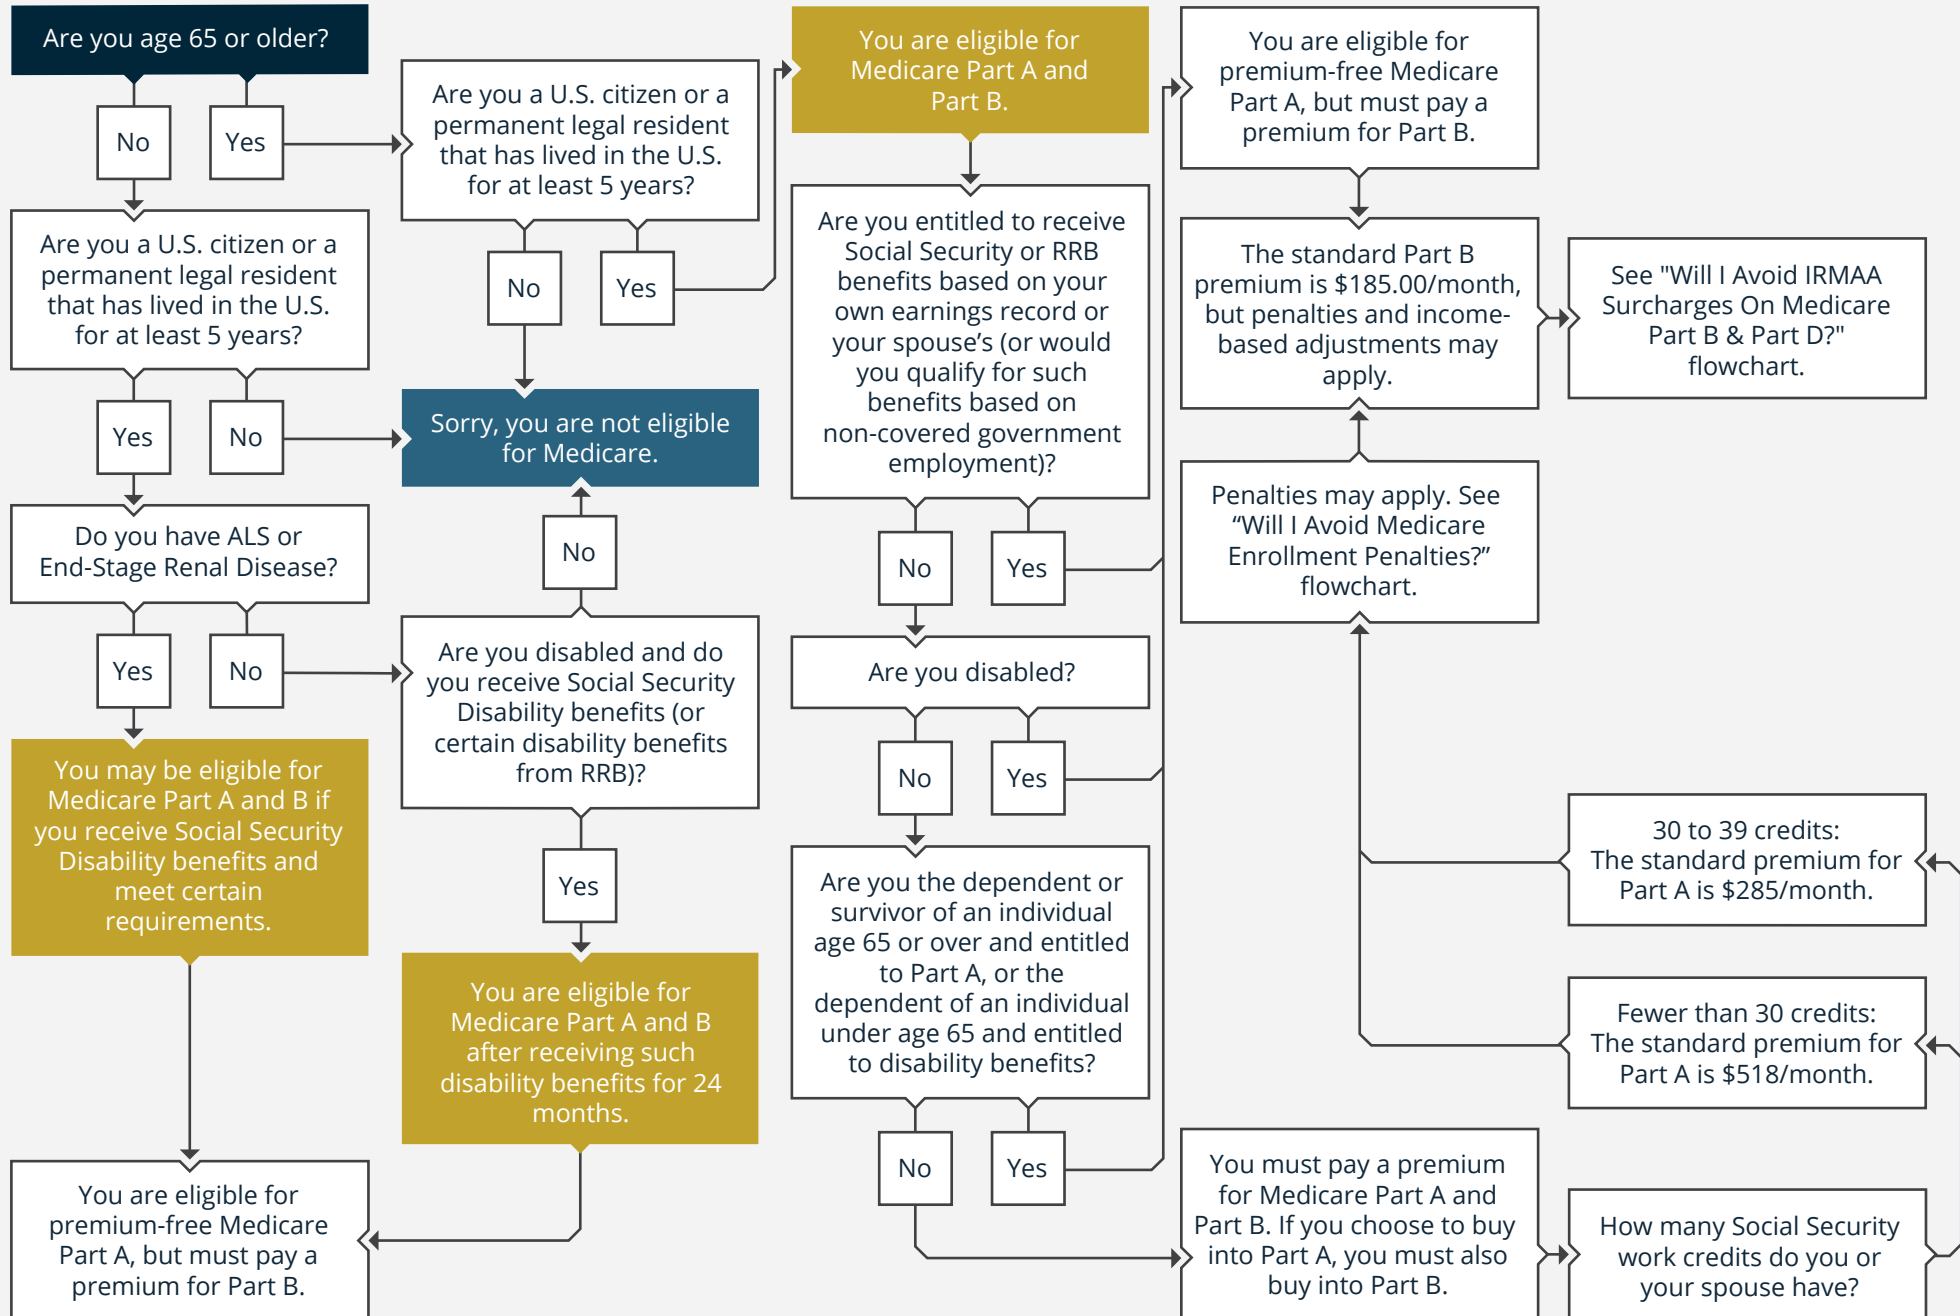 Are you age 65 or older?
No
Yes
Are you a U.S. citizen or a
permanent legal resident
that has lived in the U.S.
for at least 5 years?
Yes
No
Do you have ALS or
End-Stage Renal Disease?
Yes
No
You may be eligible for
Medicare Part A and B if
you receive Social Security
Disability benefits and
meet certain
requirements.
You are eligible for
premium-free Medicare
Part A, but must pay a
premium for Part B.
Are you a U.S. citizen or a
permanent legal resident
that has lived in the U.S.
for at least 5 years?
No
Yes
Sorry, you are not eligible
for Medicare.
No
Are you disabled and do
you receive Social Security
Disability benefits (or
certain disability benefits
from RRB)?
Yes
You are eligible for
Medicare Part A and B
after receiving such
disability benefits for 24
months.
You are eligible for
Medicare Part A and
Part B.
Are you entitled to receive
Social Security or RRB
benefits based on your
own earnings record or
your spouse’s (or would
you qualify for such
benefits based on
non-covered government
employment)?
No
Yes
Are you disabled?
No
Yes
Are you the dependent or
survivor of an individual
age 65 or over and entitled
to Part A, or the
dependent of an individual
under age 65 and entitled
to disability benefits?
No
Yes
You are eligible for
premium-free Medicare
Part A, but must pay a
premium for Part B.
The standard Part B
premium is $185.00/month,
but penalties and income-
based adjustments may
apply.
See "Will I Avoid IRMAA
Surcharges On Medicare
Part B & Part D?"
flowchart.
Penalties may apply. See
“Will I Avoid Medicare
Enrollment Penalties?”
flowchart.
30 to 39 credits:
The standard premium for
Part A is $285/month.
Fewer than 30 credits:
The standard premium for
Part A is $518/month.
You must pay a premium
for Medicare Part A and
Part B. If you choose to buy
into Part A, you must also
buy into Part B.
How many Social Security
work credits do you or
your spouse have?